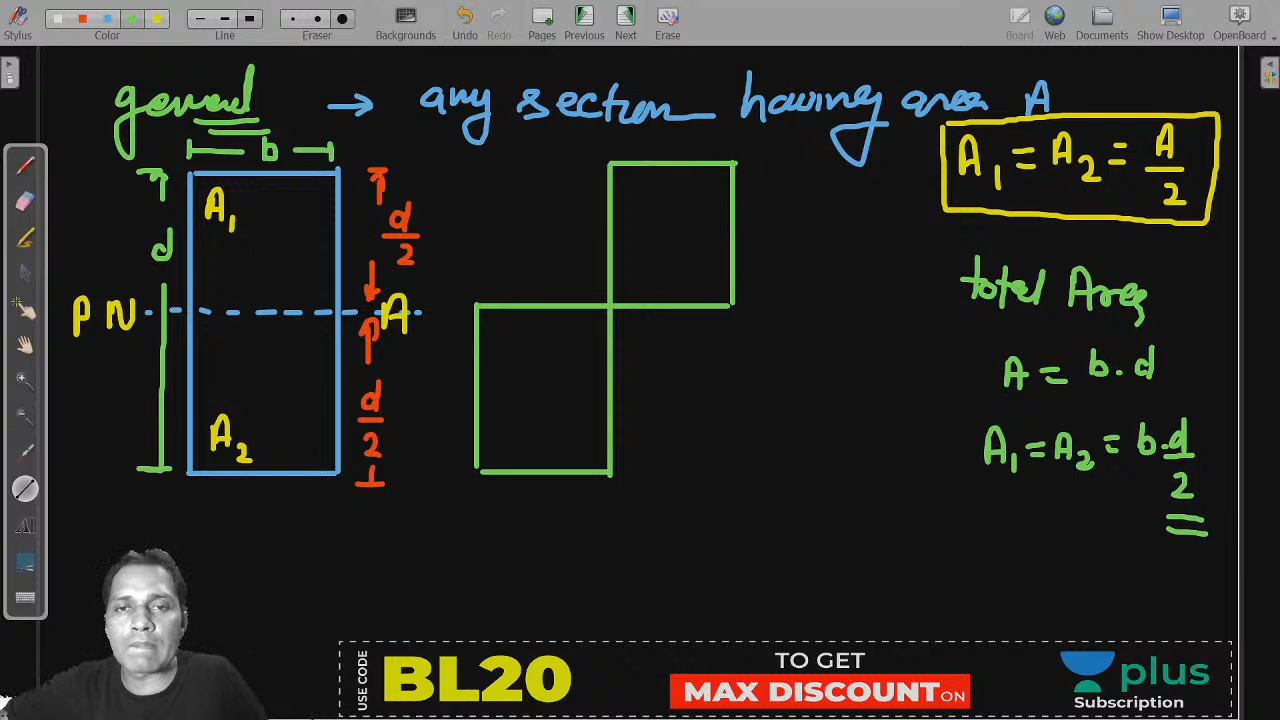 Color
Line
Eraser
Stylus
Backgrounds
Undo
Redo
Pages
Previous
Next
Erase
Board
Web
Documents
Show Desktop
OpenBoard
general → any section having area A
A₁ = A₂ = A/2
b
A₁
d
d/2
P N A
A₂
d/2
total Area
A = b.d
A₁ = A₂ = b.d/2
USE CODE
BL20
TO GET
MAX DISCOUNT ON
plus
Subscription